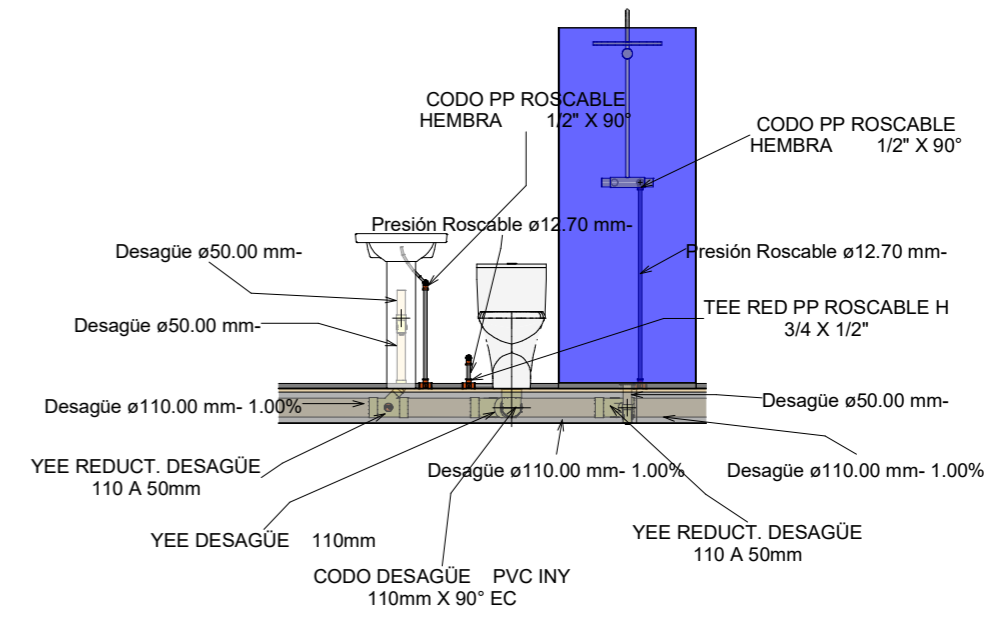 CODO PP ROSCABLE
HEMBRA 1/2" X 90°
CODO PP ROSCABLE
HEMBRA 1/2" X 90°
Presión Roscable ø12.70 mm-
Desagüe ø50.00 mm-
Presión Roscable ø12.70 mm-
TEE RED PP ROSCABLE H
3/4 X 1/2"
Desagüe ø50.00 mm-
Desagüe ø110.00 mm- 1.00%
Desagüe ø50.00 mm-
YEE REDUCT. DESAGÜE
110 A 50mm
Desagüe ø110.00 mm- 1.00%
Desagüe ø110.00 mm- 1.00%
YEE DESAGÜE 110mm
YEE REDUCT. DESAGÜE
110 A 50mm
CODO DESAGÜE PVC INY
110mm X 90° EC